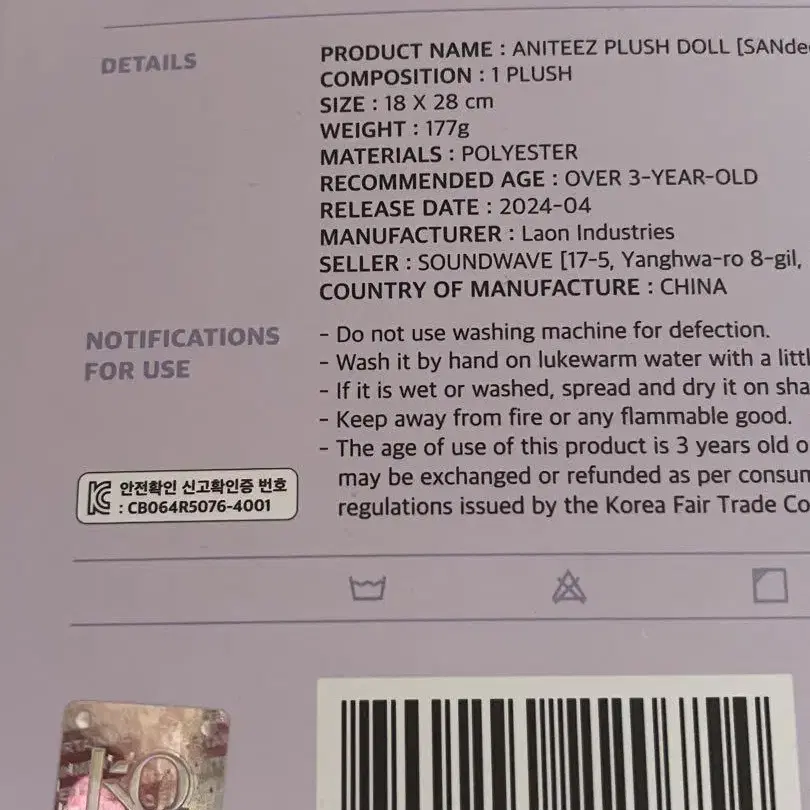 DETAILS
PRODUCT NAME : ANITEEZ PLUSH DOLL [SANde
COMPOSITION : 1 PLUSH
SIZE : 18 X 28 cm
WEIGHT : 177g
MATERIALS : POLYESTER
RECOMMENDED AGE : OVER 3-YEAR-OLD
RELEASE DATE : 2024-04
MANUFACTURER : Laon Industries
SELLER : SOUNDWAVE [17-5, Yanghwa-ro 8-gil,
COUNTRY OF MANUFACTURE : CHINA
NOTIFICATIONS
FOR USE
- Do not use washing machine for defection.
- Wash it by hand on lukewarm water with a littl
- If it is wet or washed, spread and dry it on sha
- Keep away from fire or any flammable good.
- The age of use of this product is 3 years old o
may be exchanged or refunded as per consum
regulations issued by the Korea Fair Trade Co
안전확인 신고확인증 번호
: CB064R5076-4001